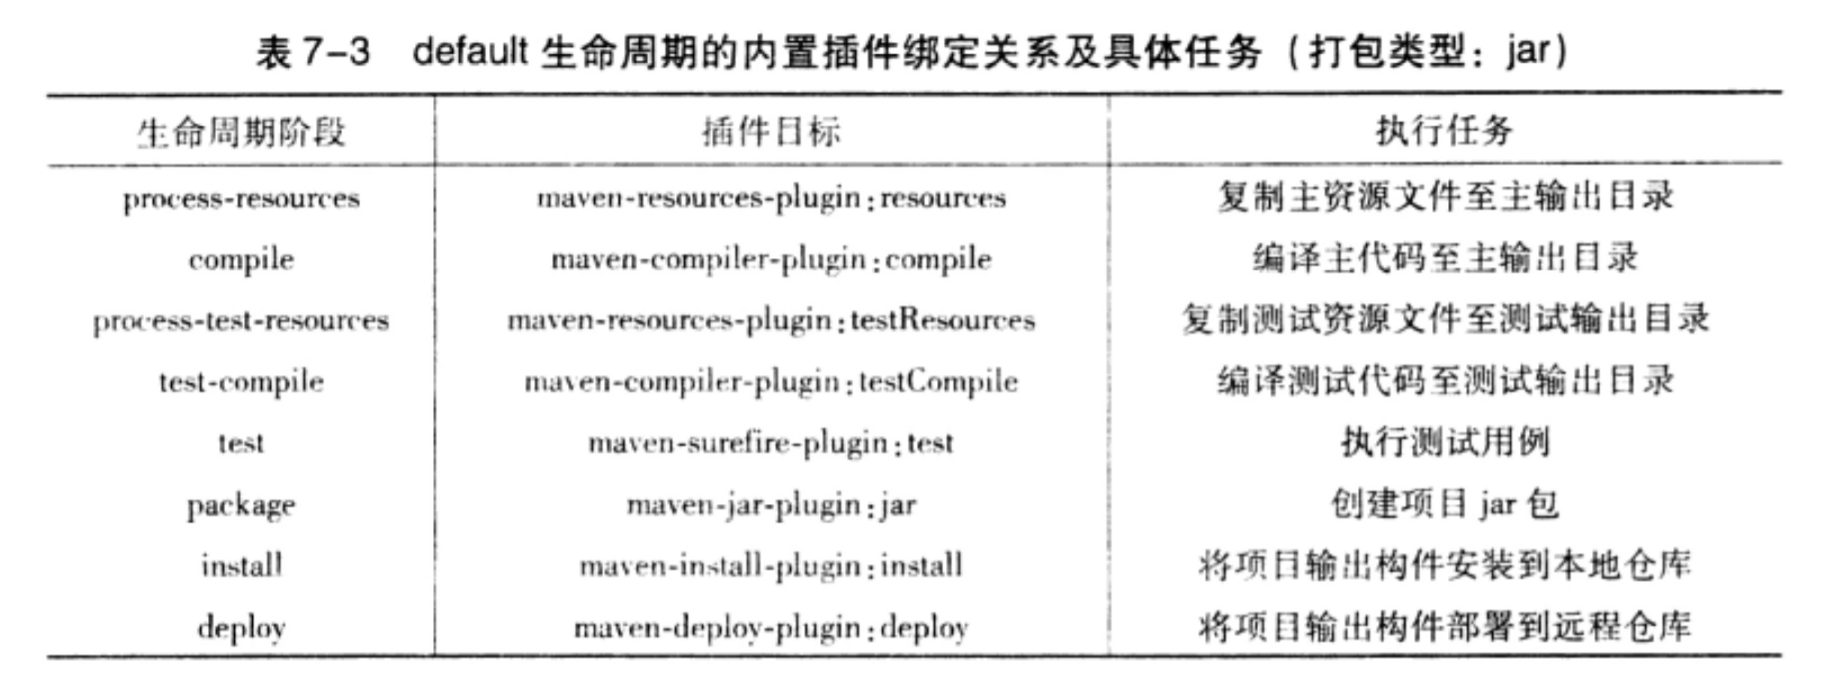 表 7-3 default 生命周期的内置插件绑定关系及具体任务（打包类型：jar）
生命周期阶段 插件目标 执行任务
process-resources maven-resources-plugin:resources 复制主资源文件至主输出目录
compile maven-compiler-plugin:compile 编译主代码至主输出目录
process-test-resources maven-resources-plugin:testResources 复制测试资源文件至测试输出目录
test-compile maven-compiler-plugin:testCompile 编译测试代码至测试输出目录
test maven-surefire-plugin:test 执行测试用例
package maven-jar-plugin:jar 创建项目 jar 包
install maven-install-plugin:install 将项目输出构件安装到本地仓库
deploy maven-deploy-plugin:deploy 将项目输出构件部署到远程仓库